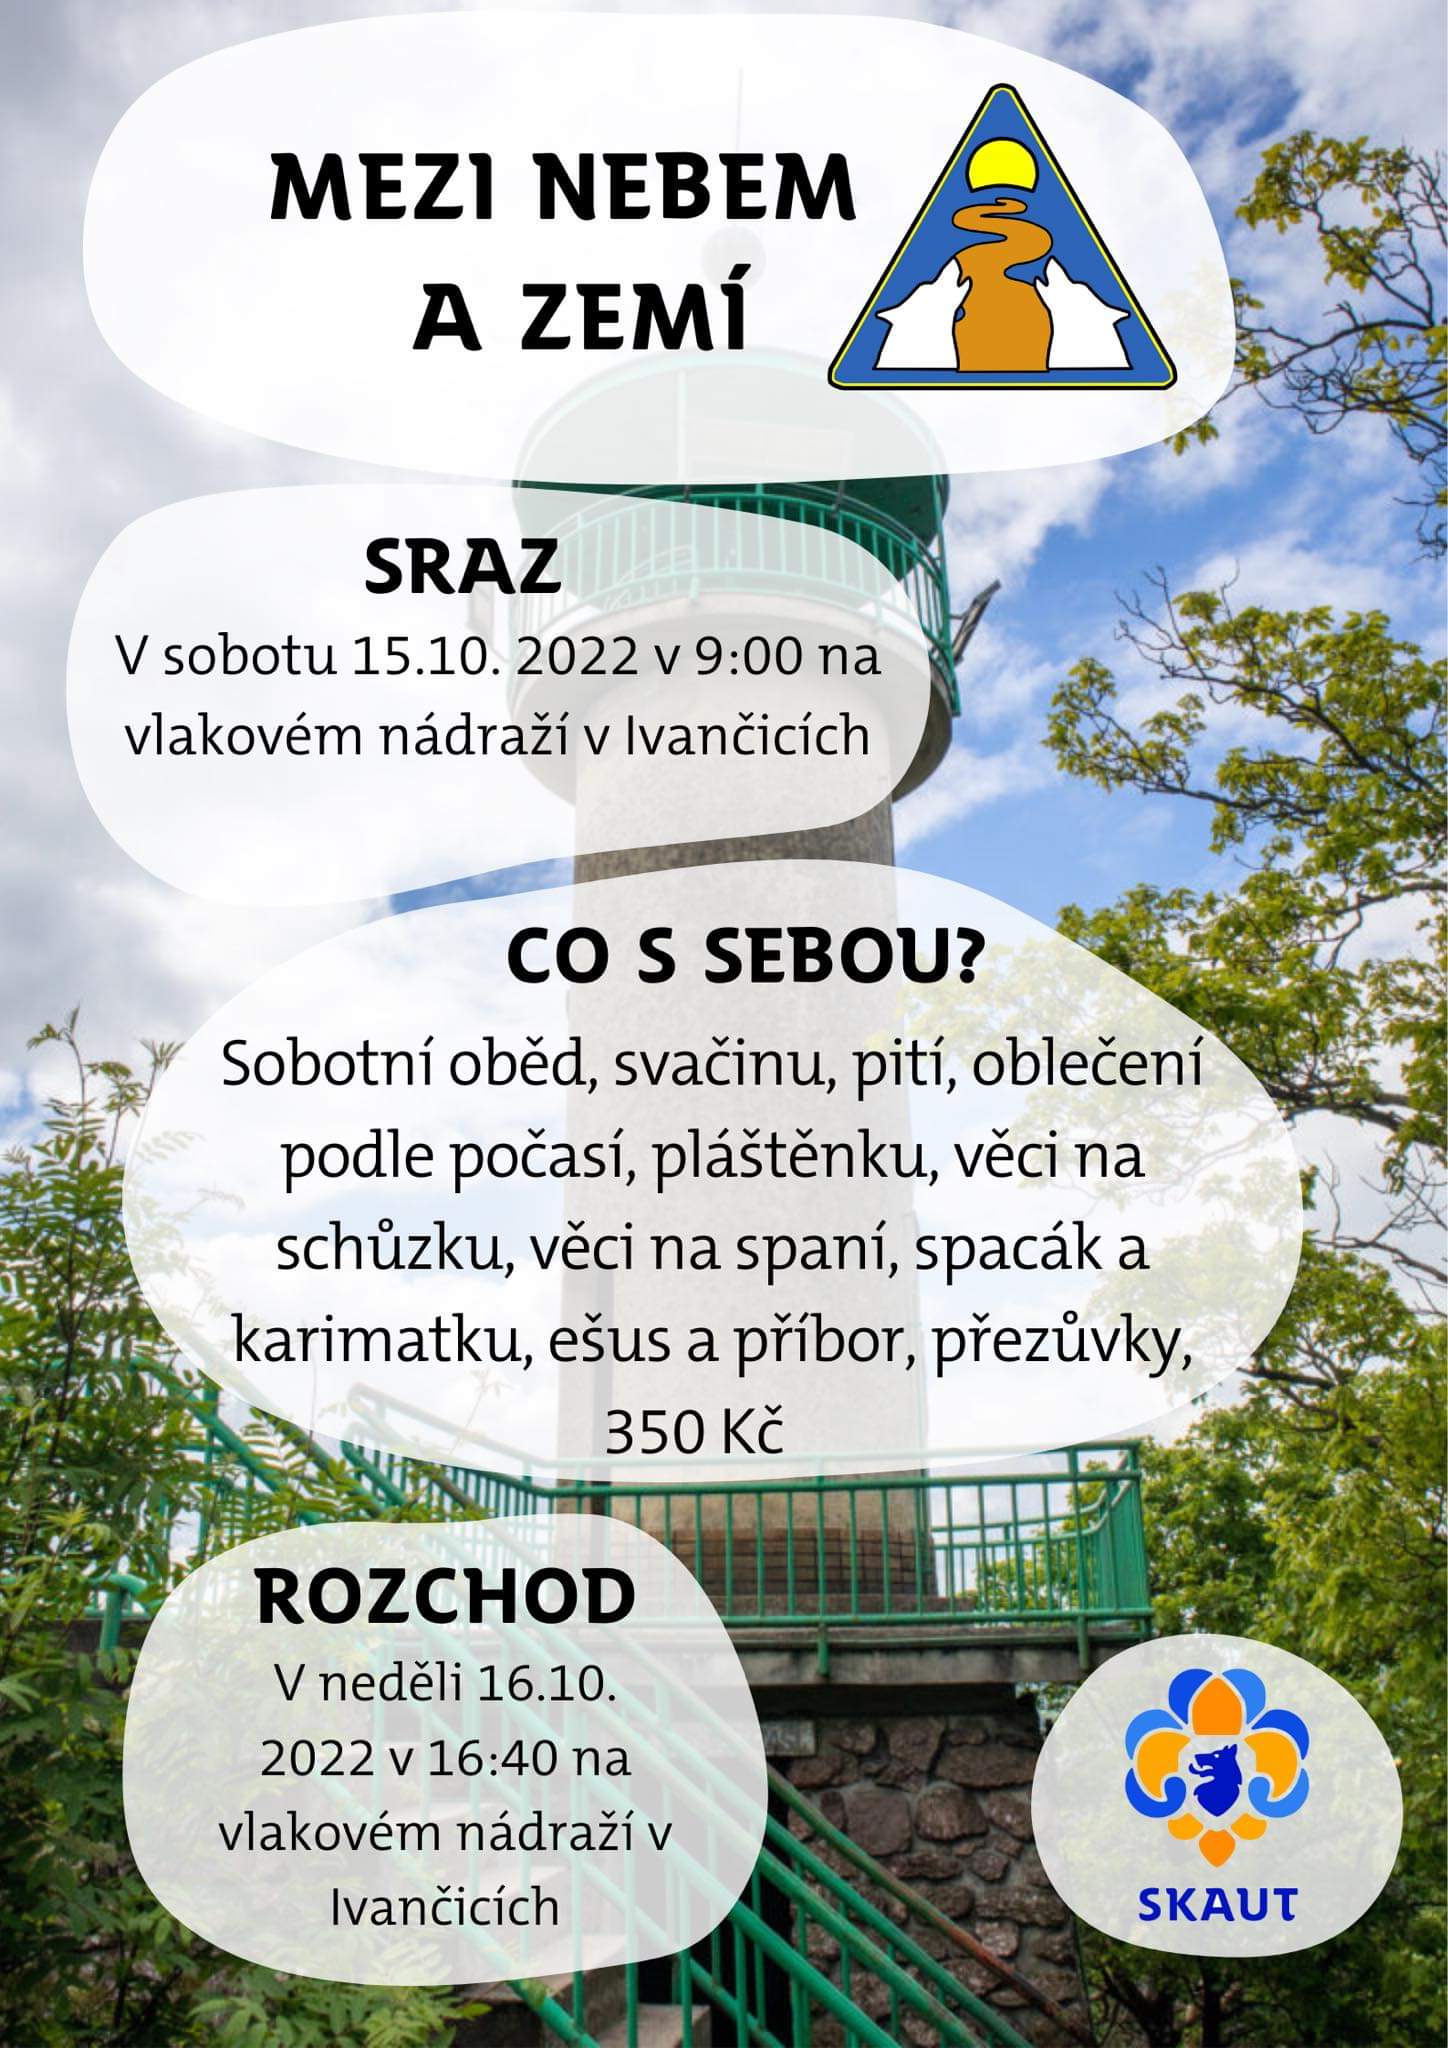 MEZI NEBEM
A ZEMÍ
SRAZ
V sobotu 15.10. 2022 v 9:00 na
vlakovém nádraží v Ivančicích
CO S SEBOU?
Sobotní oběd, svačinu, pití, oblečení
podle počasí, pláštěnku, věci na
schůzku, věci na spaní, spacák a
karimatku, ešus a příbor, přezůvky,
350 Kč
ROZCHOD
V neděli 16.10.
2022 v 16:40 na
vlakovém nádraží v
Ivančicích
SKAUT